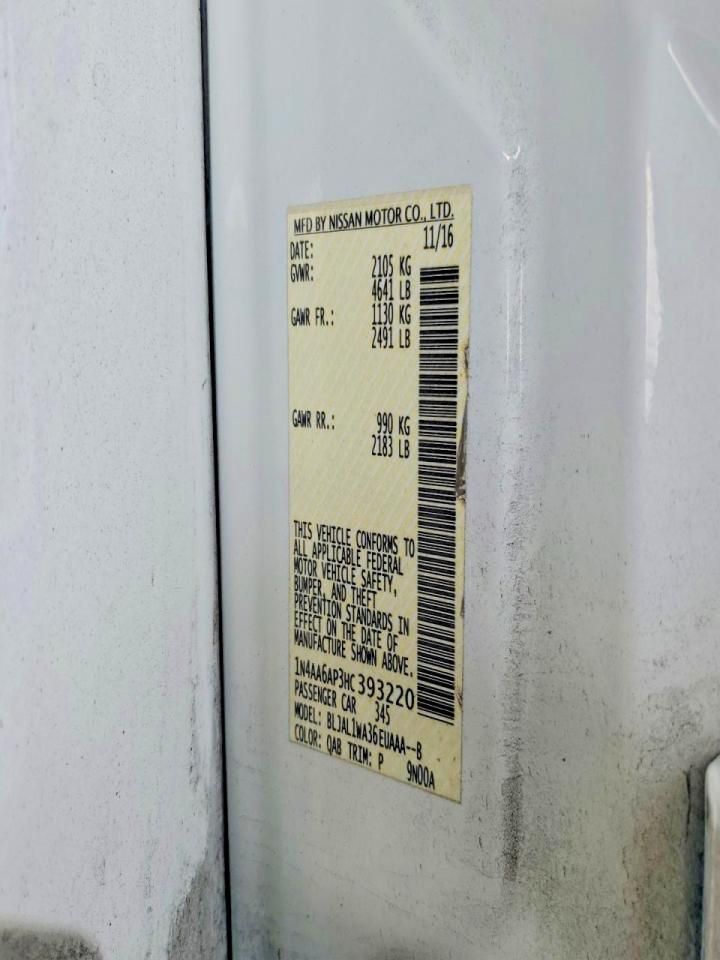 MFD BY NISSAN MOTOR CO., LTD.
DATE: 11/16
GVWR: 2105 KG
4641 LB
GAWR FR.: 1130 KG
2491 LB
GAWR RR.: 990 KG
2183 LB
THIS VEHICLE CONFORMS TO
ALL APPLICABLE FEDERAL
MOTOR VEHICLE SAFETY,
BUMPER, AND THEFT
PREVENTION STANDARDS IN
EFFECT ON THE DATE OF
MANUFACTURE SHOWN ABOVE.
1N4AA6AP3HC393220
PASSENGER CAR 345
MODEL: BLJAL1WA36EUAAA--B
COLOR: QAB TRIM: P 9N00A